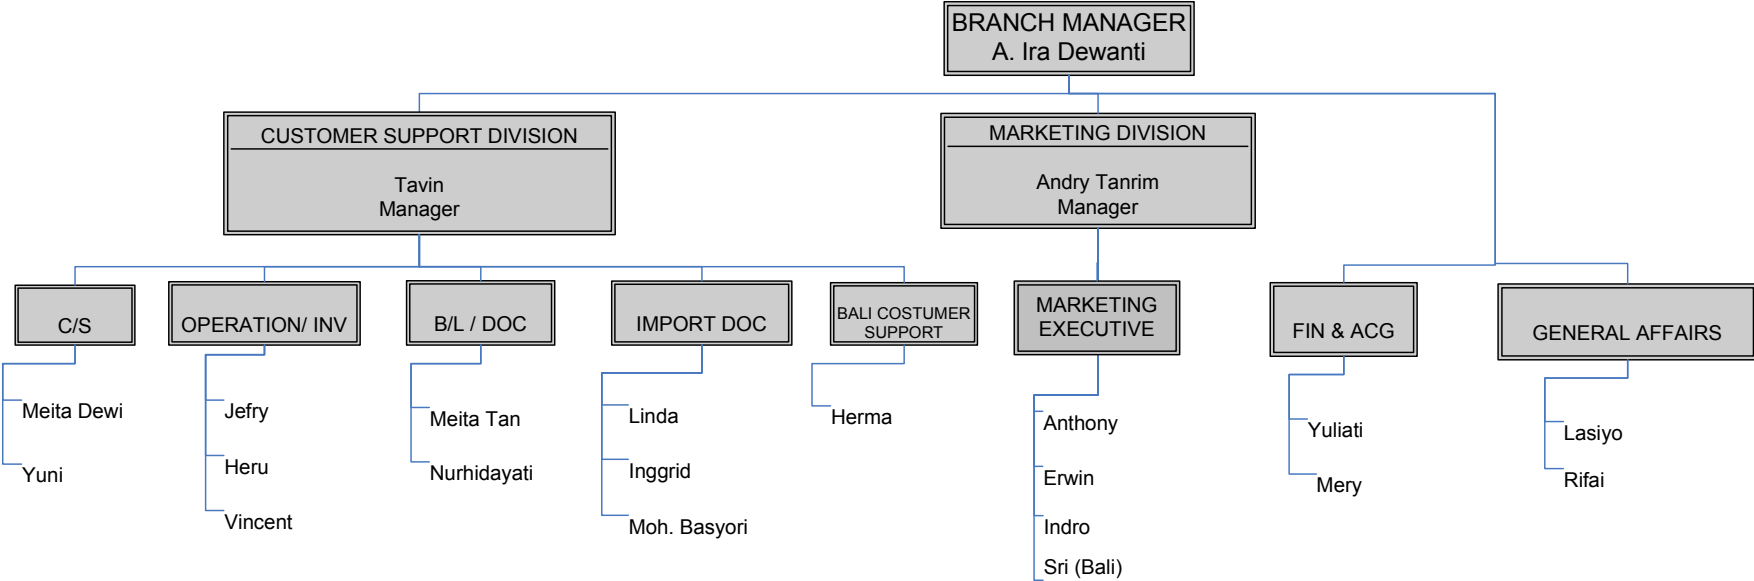 BRANCH MANAGER
A. Ira Dewanti
CUSTOMER SUPPORT DIVISION
Tavin
Manager
MARKETING DIVISION
Andry Tanrim
Manager
C/S
OPERATION/ INV
B/L / DOC
IMPORT DOC
BALI COSTUMER
SUPPORT
MARKETING
EXECUTIVE
FIN & ACG
GENERAL AFFAIRS
Meita Dewi
Yuni
Jefry
Heru
Vincent
Meita Tan
Nurhidayati
Linda
Inggrid
Moh. Basyori
Herma
Anthony
Erwin
Indro
Sri (Bali)
Yuliati
Mery
Lasiyo
Rifai